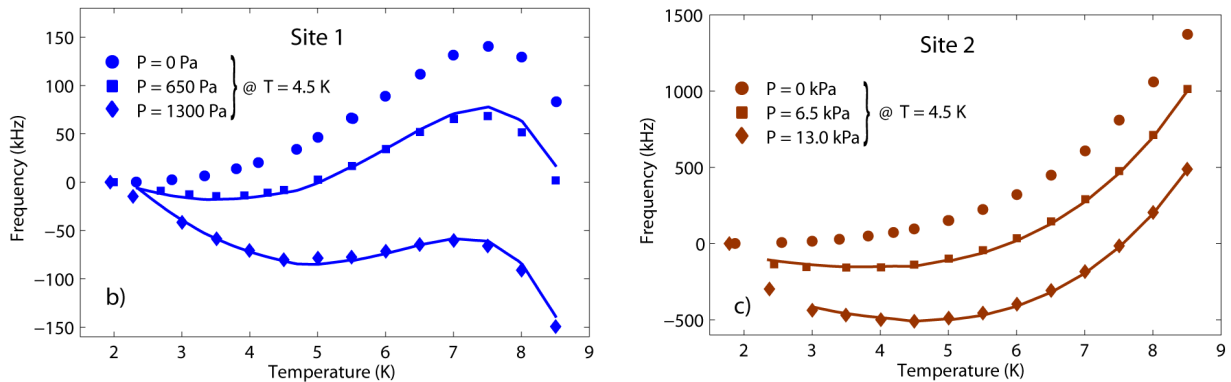 Site 1
P = 0 Pa
P = 650 Pa
P = 1300 Pa
@ T = 4.5 K
150
100
50
0
−50
−100
−150
Frequency (kHz)
b)
2 3 4 5 6 7 8 9
Temperature (K)
Site 2
P = 0 kPa
P = 6.5 kPa
P = 13.0 kPa
@ T = 4.5 K
1500
1000
500
0
−500
Frequency (kHz)
c)
2 3 4 5 6 7 8 9
Temperature (K)